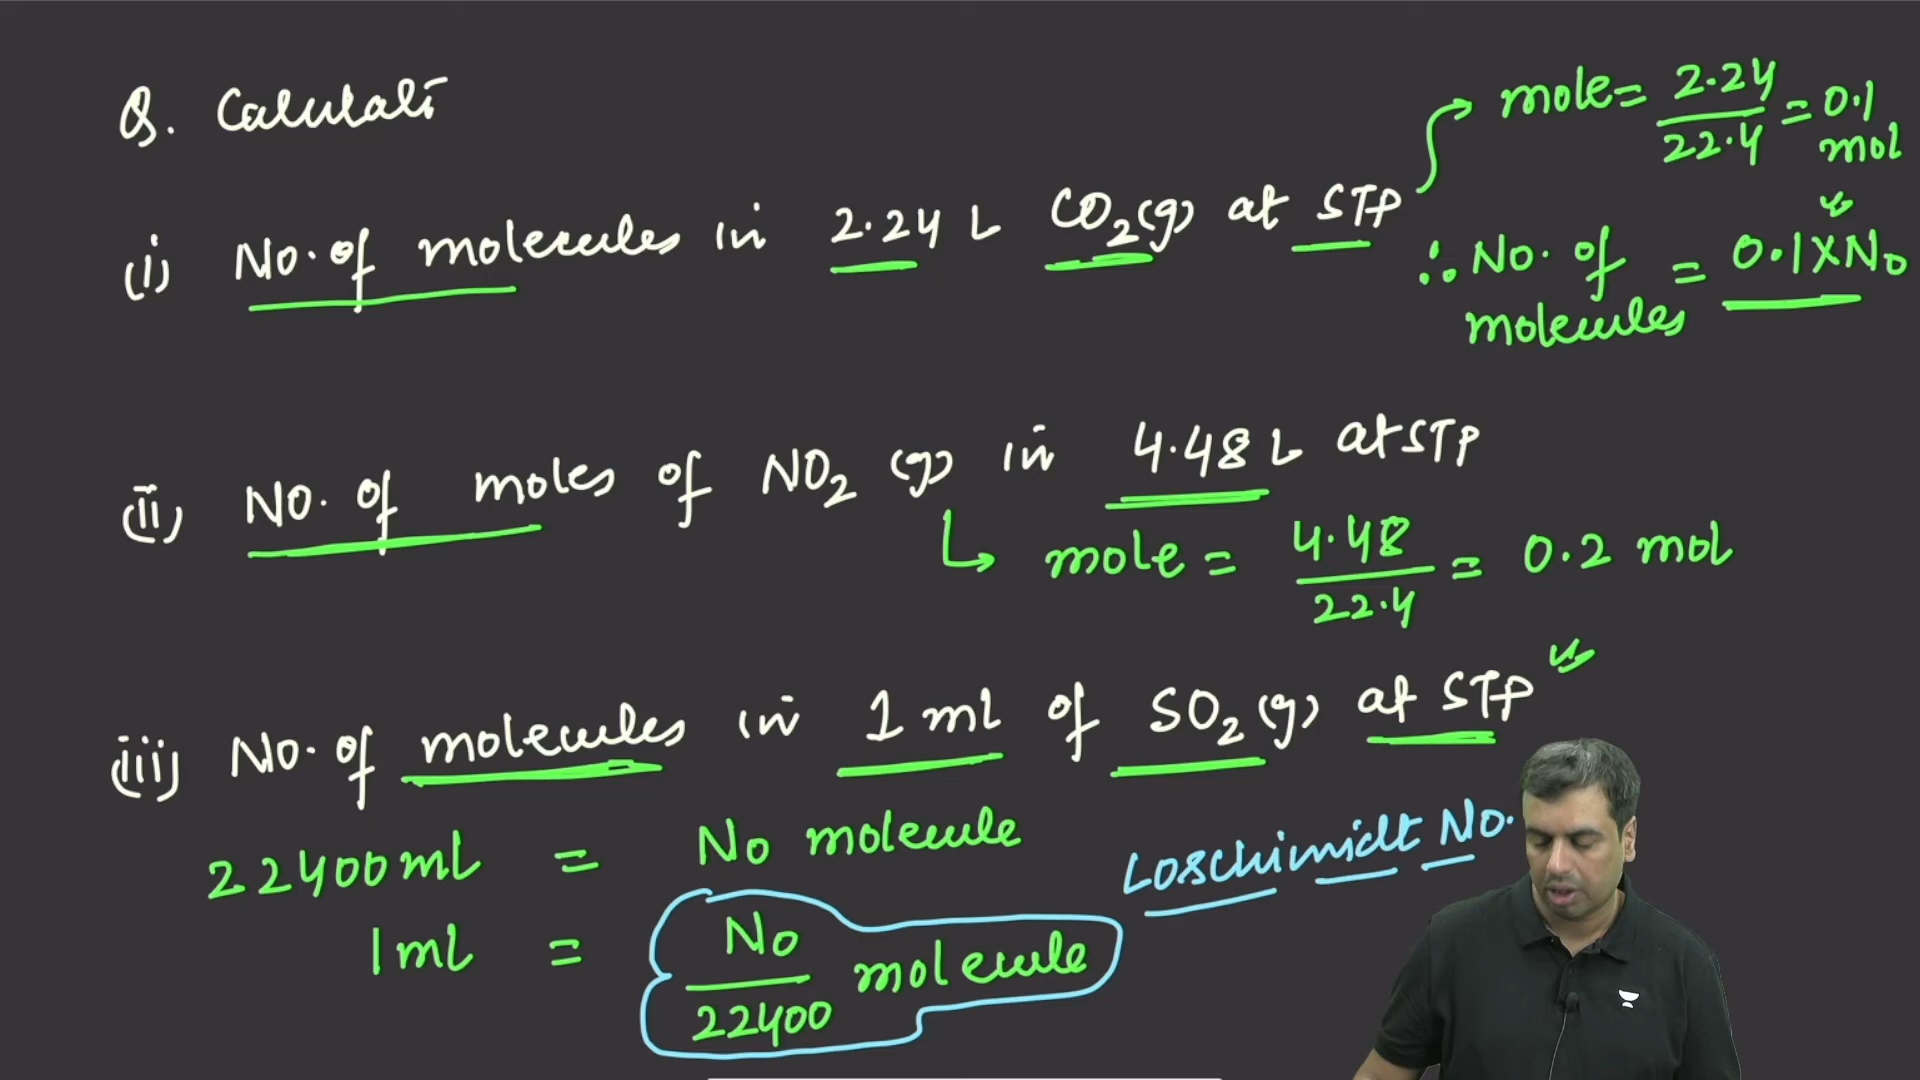 Q. Calculate
(i) No. of molecules in 2.24 L CO₂(g) at STP
mole = 2.24/22.4 = 0.1 mol
∴ No. of molecules = 0.1 × N₀
(ii) No. of moles of NO₂ (g) in 4.48 L at STP
mole = 4.48/22.4 = 0.2 mol
(iii) No. of molecules in 1 ml of SO₂ (g) at STP
22400 ml = N₀ molecule
1 ml = N₀/22400 molecule
Loschimidt No.